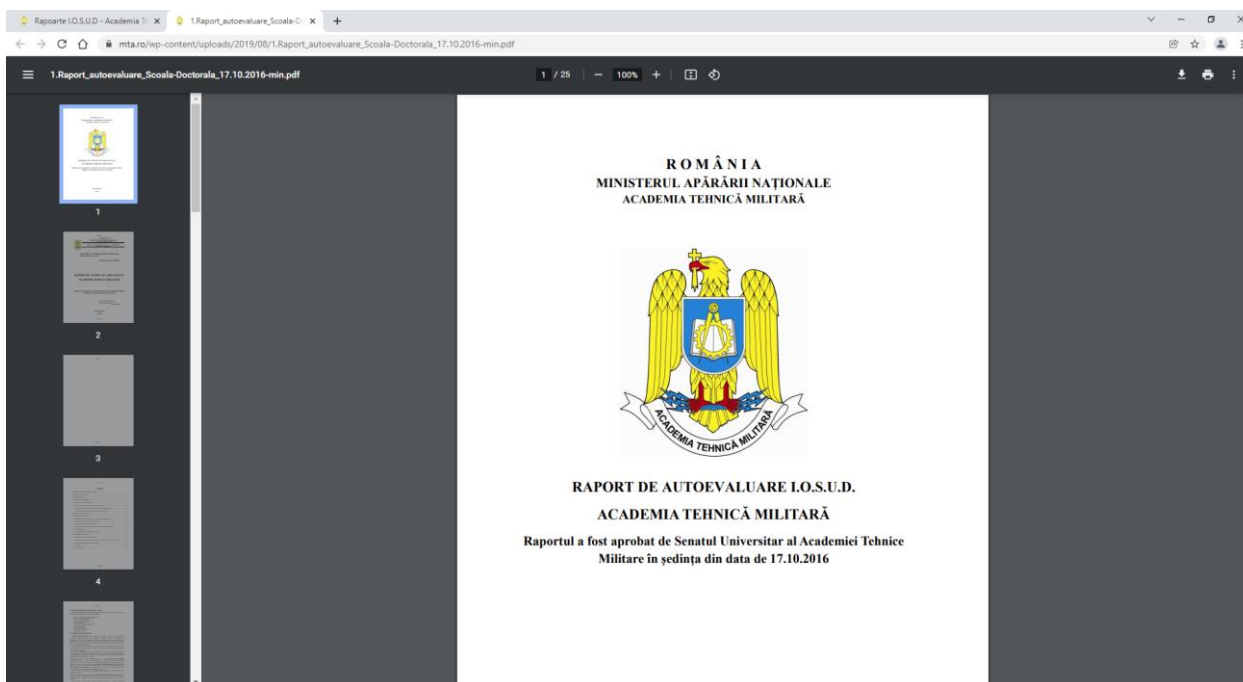 Rapoarte I.O.S.U.D - Academia
1.Raport_autoevaluare_Scoala-D
mta.ro/wp-content/uploads/2019/08/1.Raport_autoevaluare_Scoala-Doctorala_17.10.2016-min.pdf
1.Raport_autoevaluare_Scoala-Doctorala_17.10.2016-min.pdf
1 / 25
100%
1
2
3
4
ROMÂNIA
MINISTERUL APĂRĂRII NAȚIONALE
ACADEMIA TEHNICĂ MILITARĂ
ACADEMIA TEHNICĂ MILITARĂ
RAPORT DE AUTOEVALUARE I.O.S.U.D.
ACADEMIA TEHNICĂ MILITARĂ
Raportul a fost aprobat de Senatul Universitar al Academiei Tehnice
Militare în ședința din data de 17.10.2016